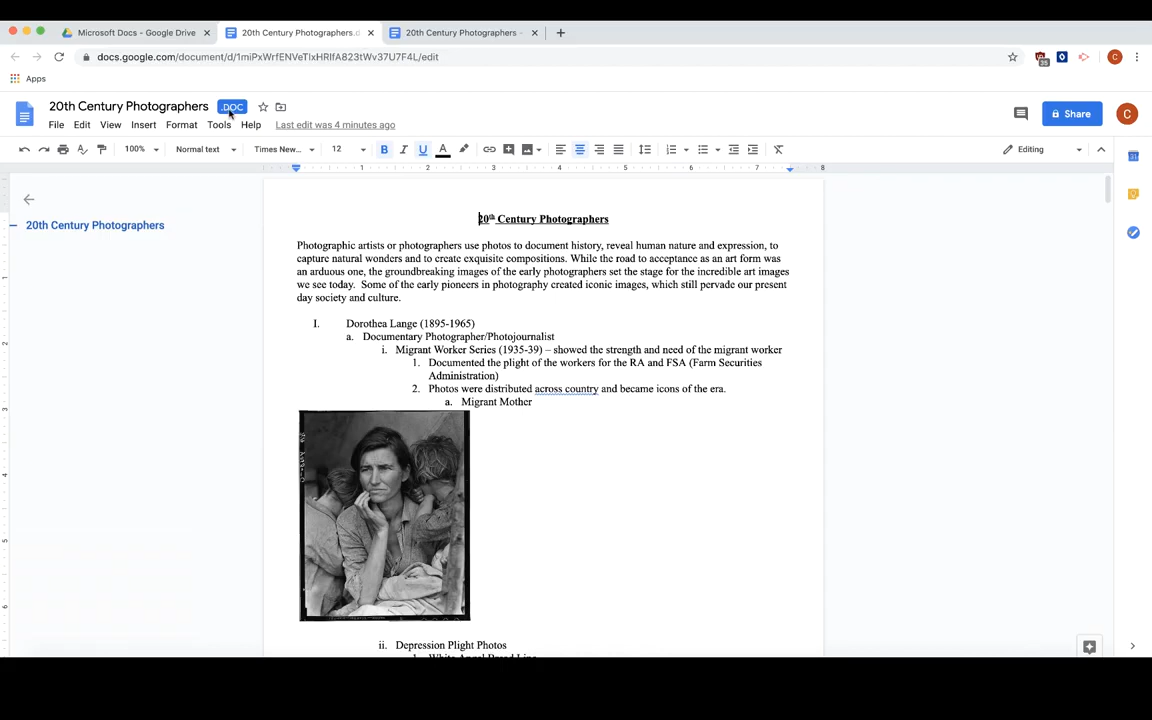 Microsoft Docs - Google Drive
20th Century Photographers.d
20th Century Photographers -
docs.google.com/document/d/1miPxWrfENVeTlxHRlfA823tWv37U7F4L/edit
Apps
20th Century Photographers .DOC
File Edit View Insert Format Tools Help Last edit was 4 minutes ago
Share
C
100% Normal text Times New... 12 Editing
1 2 3 4 5 6 7 8
20th Century Photographers
20th Century Photographers
Photographic artists or photographers use photos to document history, reveal human nature and expression, to
capture natural wonders and to create exquisite compositions. While the road to acceptance as an art form was
an arduous one, the groundbreaking images of the early photographers set the stage for the incredible art images
we see today.  Some of the early pioneers in photography created iconic images, which still pervade our present
day society and culture.
I. Dorothea Lange (1895-1965)
a. Documentary Photographer/Photojournalist
i. Migrant Worker Series (1935-39) – showed the strength and need of the migrant worker
1. Documented the plight of the workers for the RA and FSA (Farm Securities
Administration)
2. Photos were distributed across country and became icons of the era.
a. Migrant Mother
ii. Depression Plight Photos